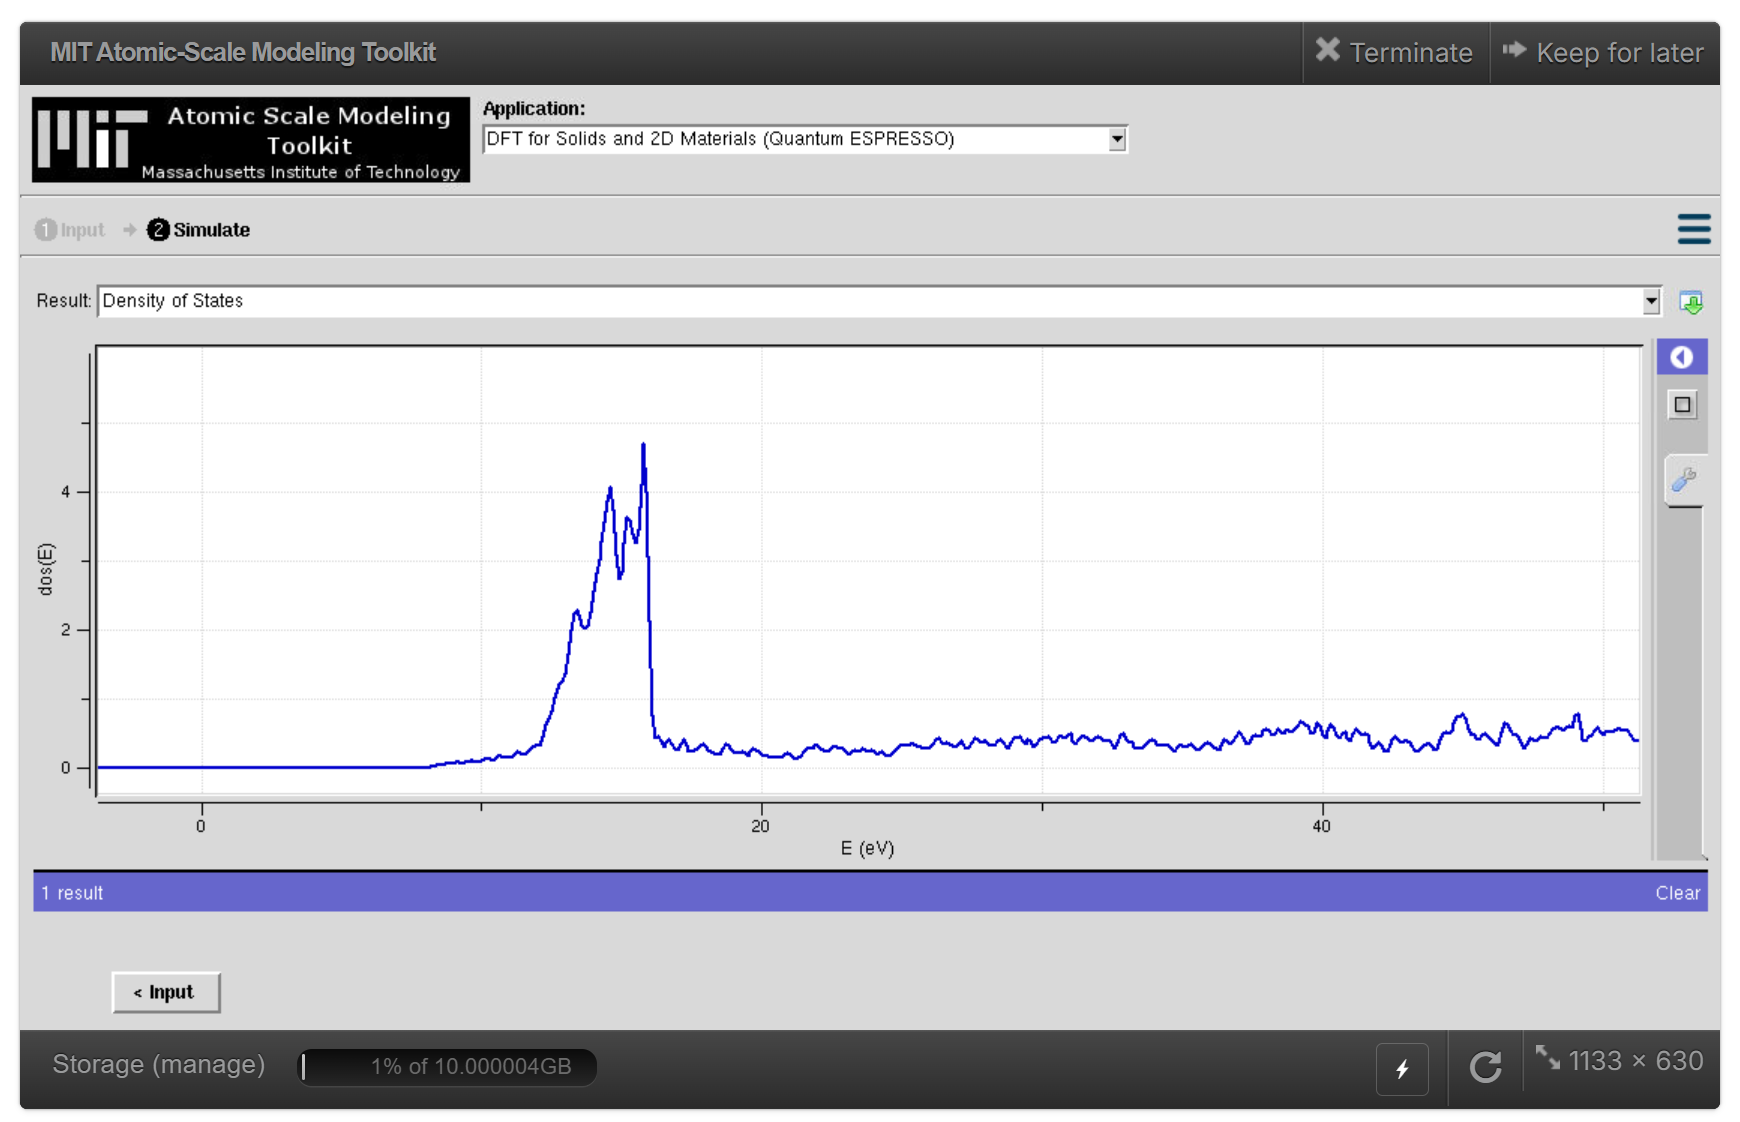 MIT Atomic-Scale Modeling Toolkit
Terminate
Keep for later
Atomic Scale Modeling
Toolkit
Massachusetts Institute of Technology
Application:
DFT for Solids and 2D Materials (Quantum ESPRESSO)
1 Input
2 Simulate
Result: Density of States
4
2
0
dos(E)
0
20
40
E (eV)
1 result
Clear
< Input
Storage (manage)
1% of 10.000004GB
1133 × 630